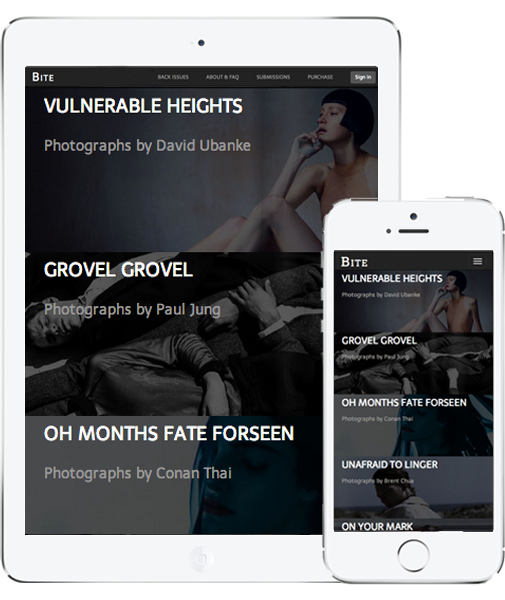 BITE
BACK ISSUES ABOUT & FAQ SUBMISSIONS PURCHASE Sign In
VULNERABLE HEIGHTS
Photographs by David Ubanke
GROVEL GROVEL
Photographs by Paul Jung
OH MONTHS FATE FORSEEN
Photographs by Conan Thai
BITE
VULNERABLE HEIGHTS
Photographs by David Ubanke
GROVEL GROVEL
Photographs by Paul Jung
OH MONTHS FATE FORSEEN
Photographs by Conan Thai
UNAFRAID TO LINGER
Photographs by Brent Chua
ON YOUR MARK